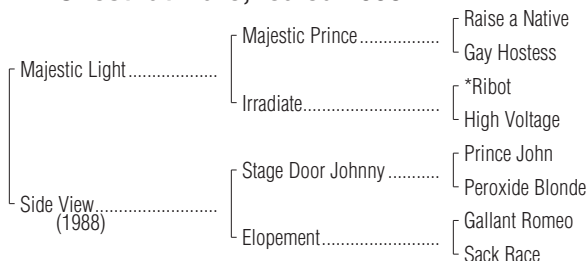 Raise a Native
Majestic Prince
Gay Hostess
Majestic Light
*Ribot
Irradiate
High Voltage
Prince John
Stage Door Johnny
Peroxide Blonde
Side View
(1988)
Gallant Romeo
Elopement
Sack Race